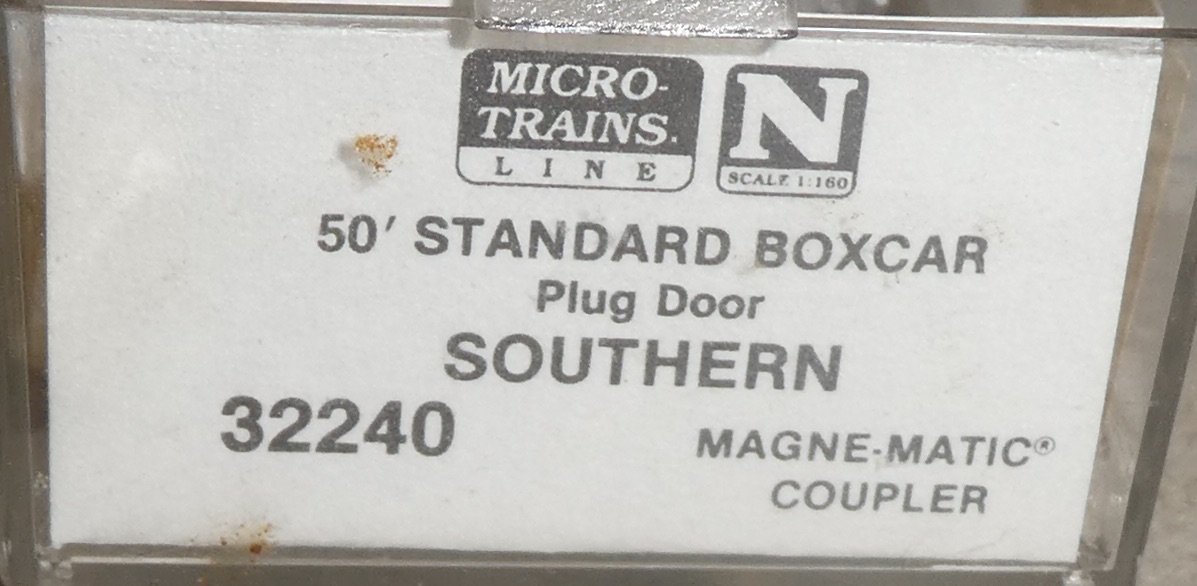 MICRO-
TRAINS.
LINE
N
SCALE 1:160
50' STANDARD BOXCAR
Plug Door
SOUTHERN
32240
MAGNE-MATIC®
COUPLER